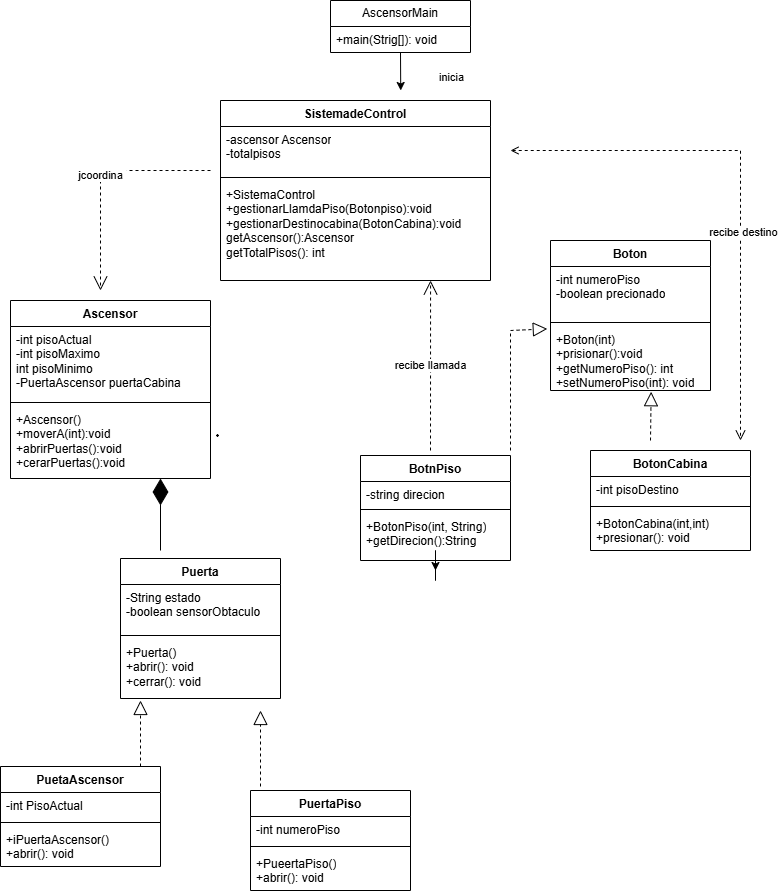 AscensorMain
+main(Strig[]): void
inicia
SistemadeControl
-ascensor Ascensor
-totalpisos
+SistemaControl
+gestionarLlamdaPiso(Botonpiso):void
+gestionarDestinocabina(BotonCabina):void
getAscensor():Ascensor
getTotalPisos(): int
jcoordina
recibe destino
Boton
-int numeroPiso
-boolean precionado
+Boton(int)
+prisionar():void
+getNumeroPiso(): int
+setNumeroPiso(int): void
Ascensor
-int pisoActual
-int pisoMaximo
int pisoMinimo
-PuertaAscensor puertaCabina
+Ascensor()
+moverA(int):void
+abrirPuertas():void
+cerarPuertas():void
recibe llamada
BotnPiso
-string direcion
+BotonPiso(int, String)
+getDirecion():String
BotonCabina
-int pisoDestino
+BotonCabina(int,int)
+presionar(): void
Puerta
-String estado
-boolean sensorObtaculo
+Puerta()
+abrir(): void
+cerrar(): void
PuetaAscensor
-int PisoActual
+iPuertaAscensor()
+abrir(): void
PuertaPiso
-int numeroPiso
+PueertaPiso()
+abrir(): void